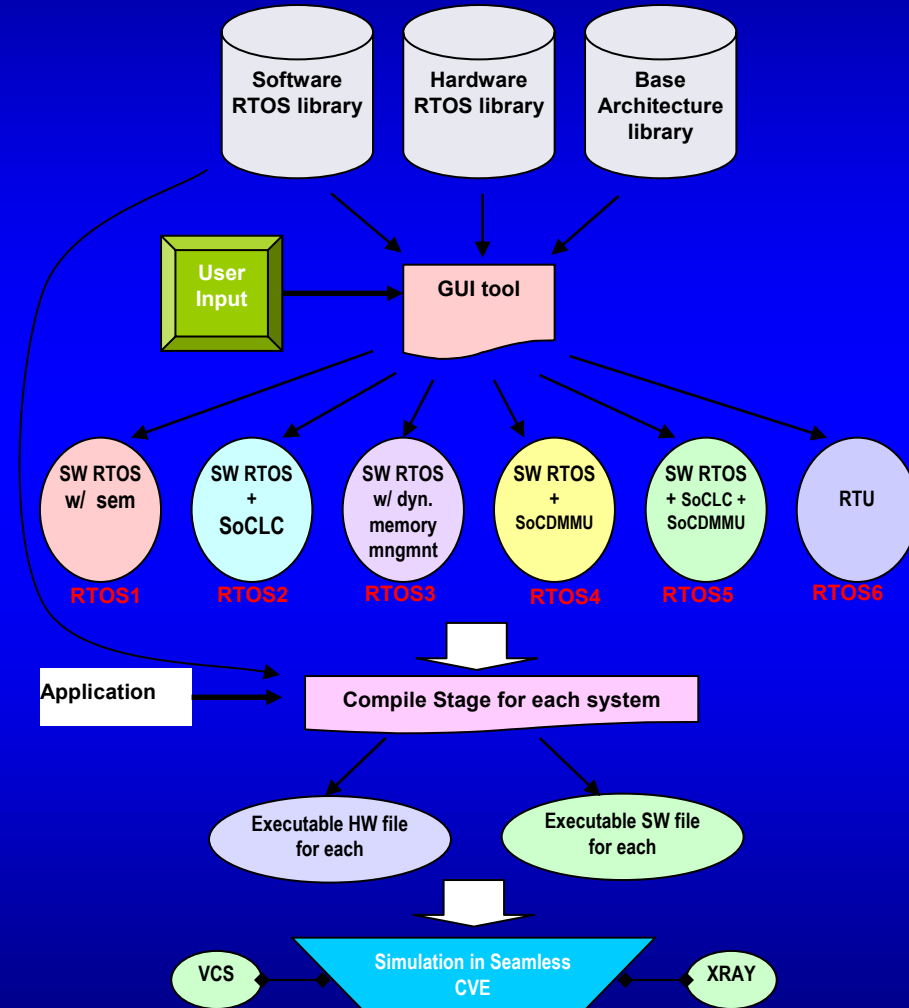 Software
RTOS library
Hardware
RTOS library
Base
Architecture
library
User
Input
GUI tool
SW RTOS
w/ sem
SW RTOS
+
SoCLC
SW RTOS
w/ dyn.
memory
mngmnt
SW RTOS
+
SoCDMMU
SW RTOS
+ SoCLC +
SoCDMMU
RTU
RTOS1
RTOS2
RTOS3
RTOS4
RTOS5
RTOS6
Application
Compile Stage for each system
Executable HW file
for each
Executable SW file
for each
VCS
Simulation in Seamless
CVE
XRAY